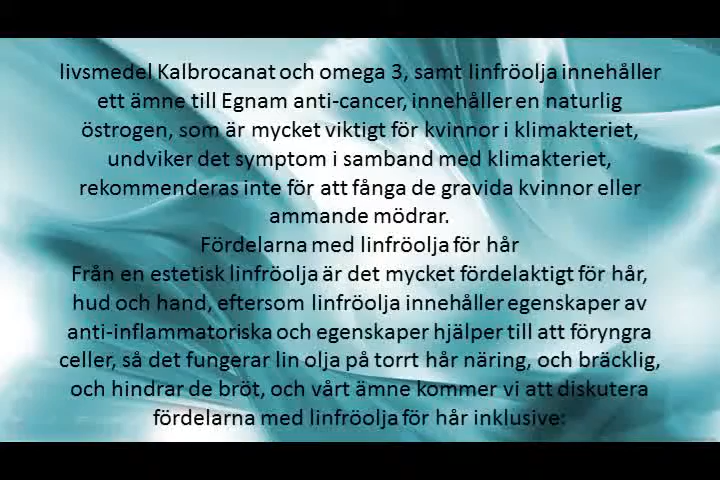 livsmedel Kalbrocanat och omega 3, samt linfröolja innehåller
ett ämne till Egnam anti-cancer, innehåller en naturlig
östrogen, som är mycket viktigt för kvinnor i klimakteriet,
undviker det symptom i samband med klimakteriet,
rekommenderas inte för att fånga de gravida kvinnor eller
ammande mödrar.
Fördelarna med linfröolja för hår
Från en estetisk linfröolja är det mycket fördelaktigt för hår,
hud och hand, eftersom linfröolja innehåller egenskaper av
anti-inflammatoriska och egenskaper hjälper till att föryngra
celler, så det fungerar lin olja på torrt hår näring, och bräcklig,
och hindrar de bröt, och vårt ämne kommer vi att diskutera
fördelarna med linfröolja för hår inklusive: